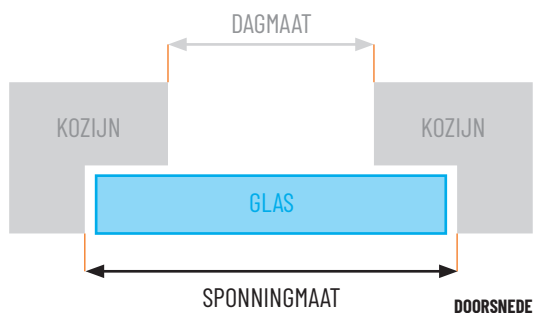 DAGMAAT
KOZIJN
KOZIJN
GLAS
SPONNINGMAAT
DOORSNEDE